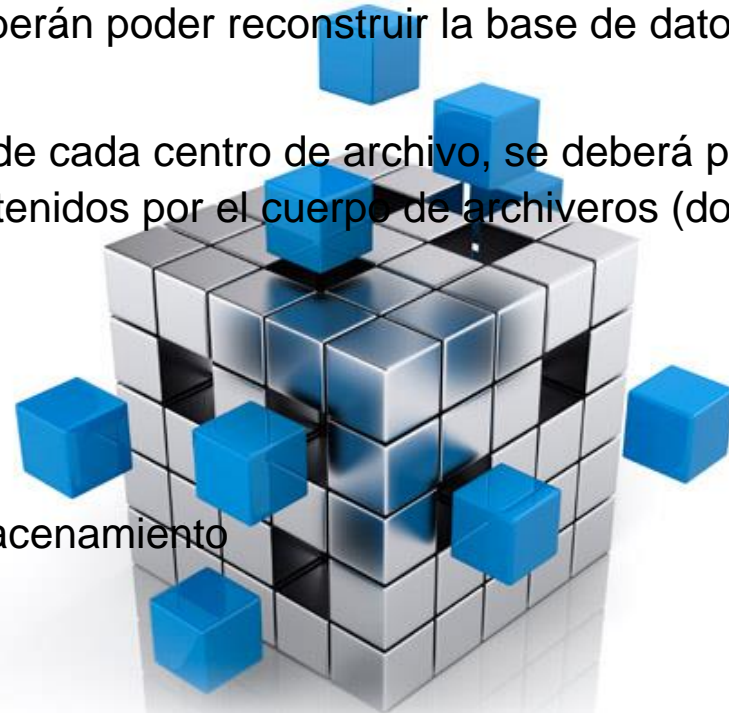 berán poder reconstruir la base de dato
de cada centro de archivo, se deberá p
tenidos por el cuerpo de archiveros (do
acenamiento